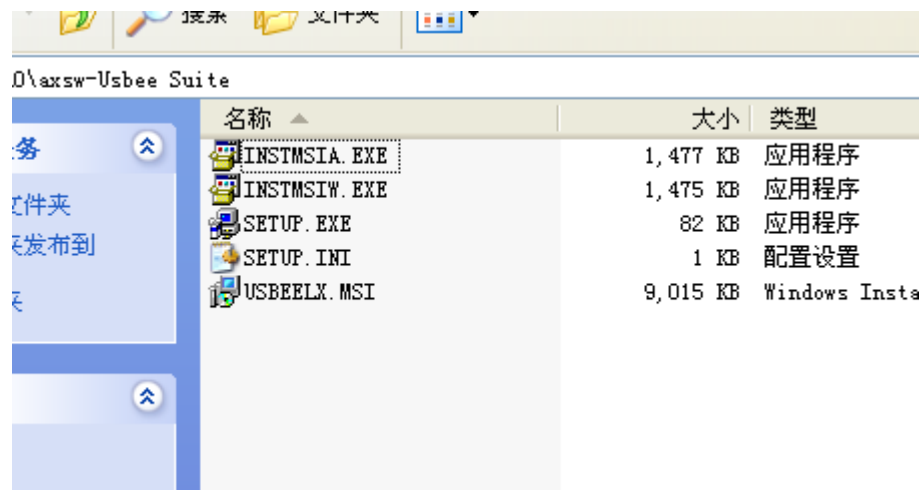 搜索 文件夹
O\axsw-Usbee Suite
名称 大小 类型
务
INSTMSIA.EXE 1,477 KB 应用程序
INSTMSIW.EXE 1,475 KB 应用程序
文件夹
SETUP.EXE 82 KB 应用程序
发布到
SETUP.INI 1 KB 配置设置
夹
USBEELX.MSI 9,015 KB Windows Insta